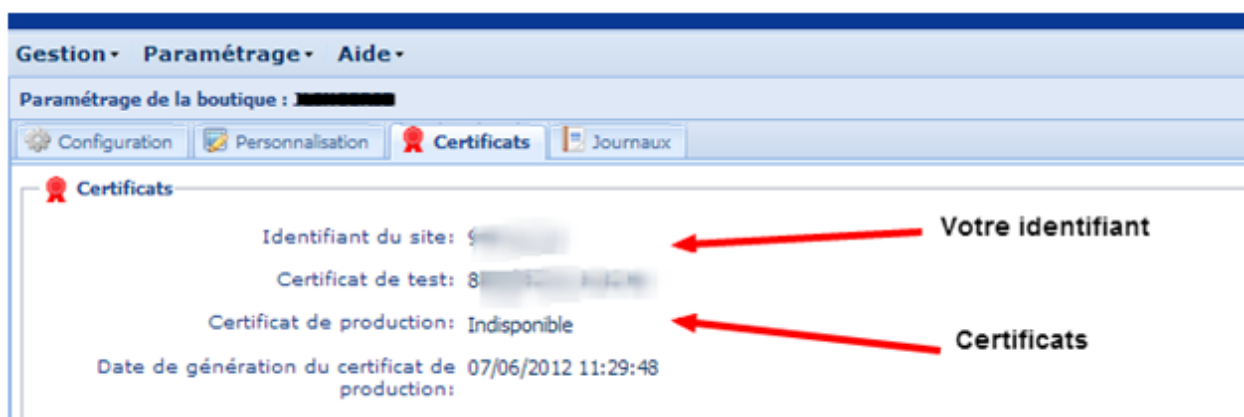 Gestion Paramétrage Aide
Paramétrage de la boutique :
Configuration Personnalisation Certificats Journaux
Certificats
Identifiant du site:
Votre identifiant
Certificat de test:
Certificat de production: Indisponible
Certificats
Date de génération du certificat de production: 07/06/2012 11:29:48